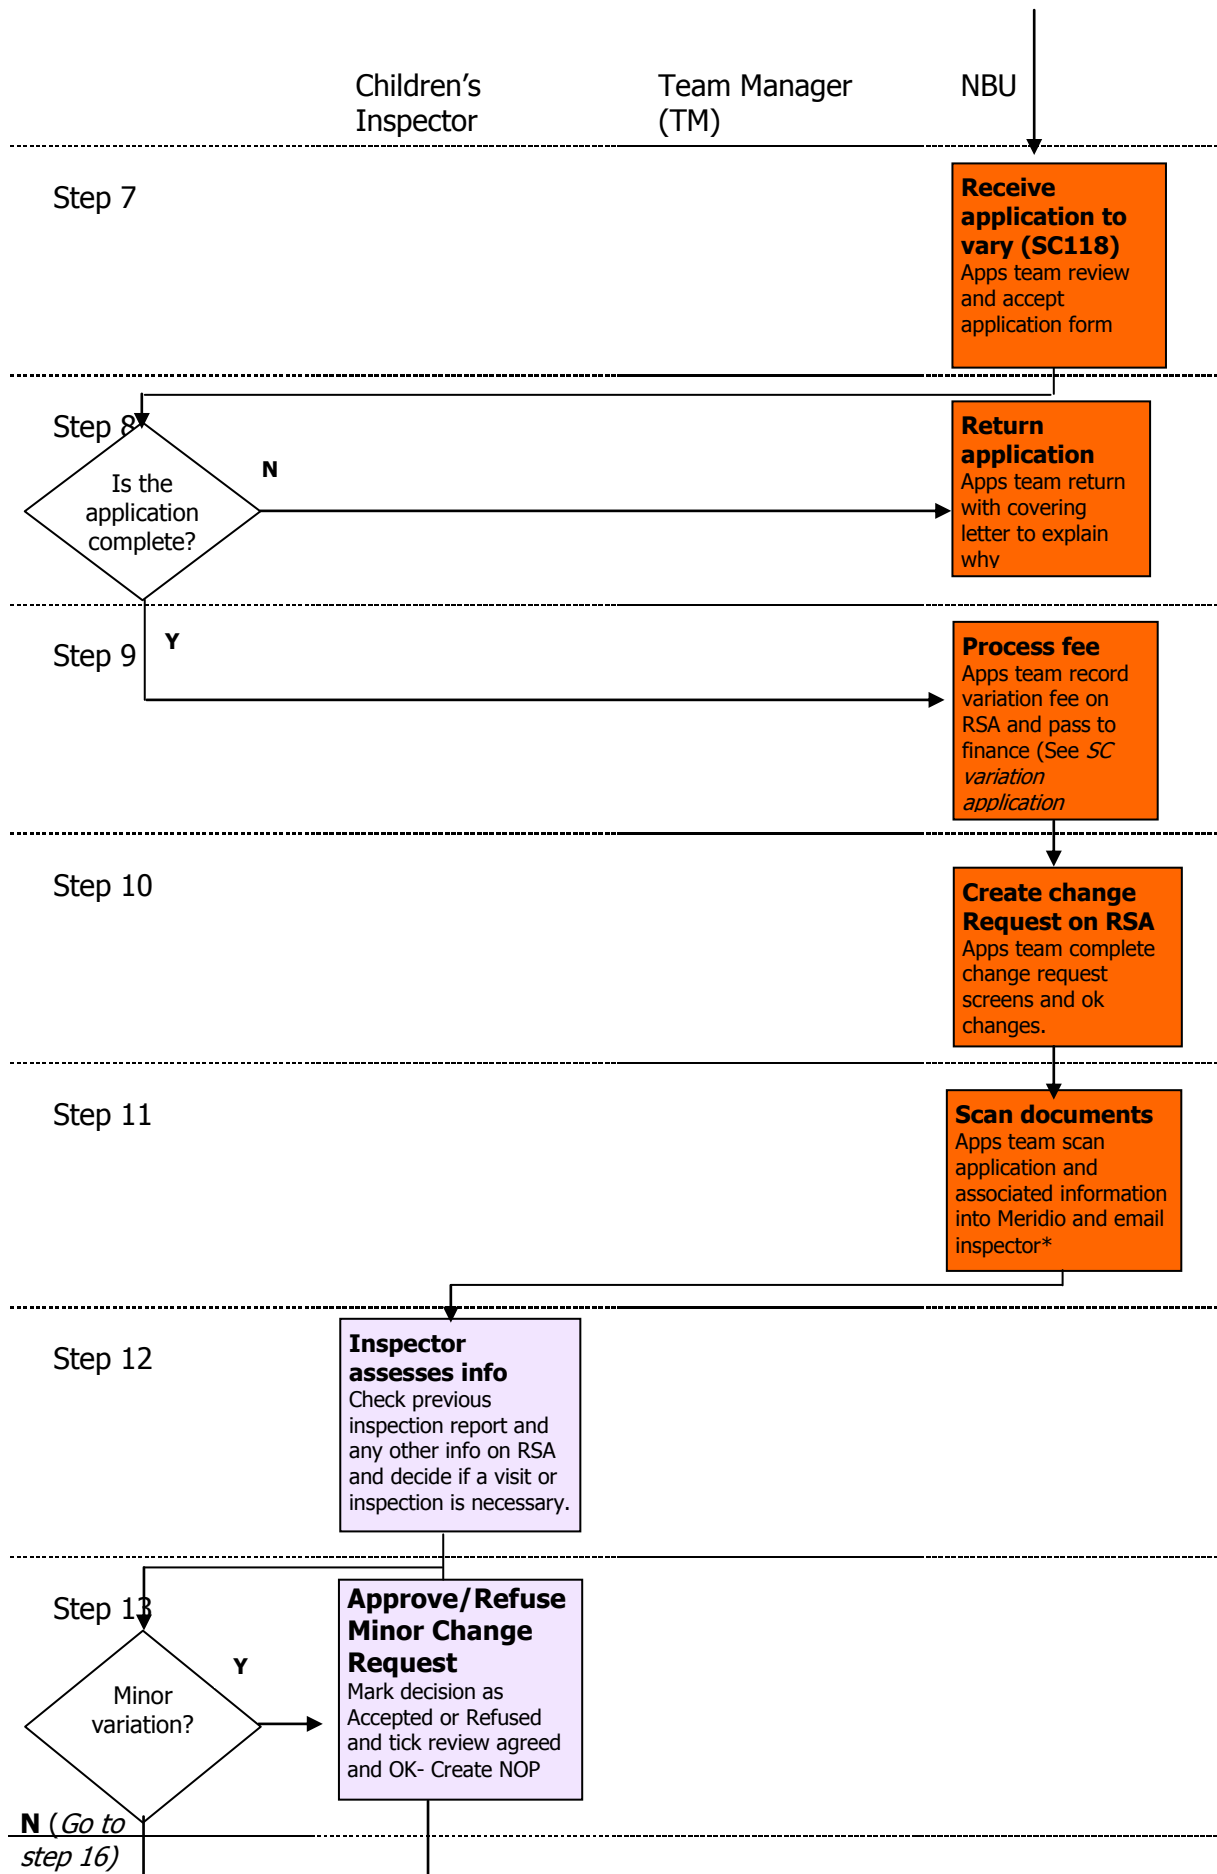 Children's
Inspector
Team Manager
(TM)
NBU
Step 7
Receive
application to
vary (SC118)
Apps team review
and accept
application form
Step 8
Is the
application
complete?
N
Return
application
Apps team return
with covering
letter to explain
why
Step 9
Y
Process fee
Apps team record
variation fee on
RSA and pass to
finance (See SC
variation
application
Step 10
Create change
Request on RSA
Apps team complete
change request
screens and ok
changes.
Step 11
Scan documents
Apps team scan
application and
associated information
into Meridio and email
inspector*
Step 12
Inspector
assesses info
Check previous
inspection report and
any other info on RSA
and decide if a visit or
inspection is necessary.
Step 13
Minor
variation?
Y
Approve/Refuse
Minor Change
Request
Mark decision as
Accepted or Refused
and tick review agreed
and OK- Create NOP
N (Go to
step 16)